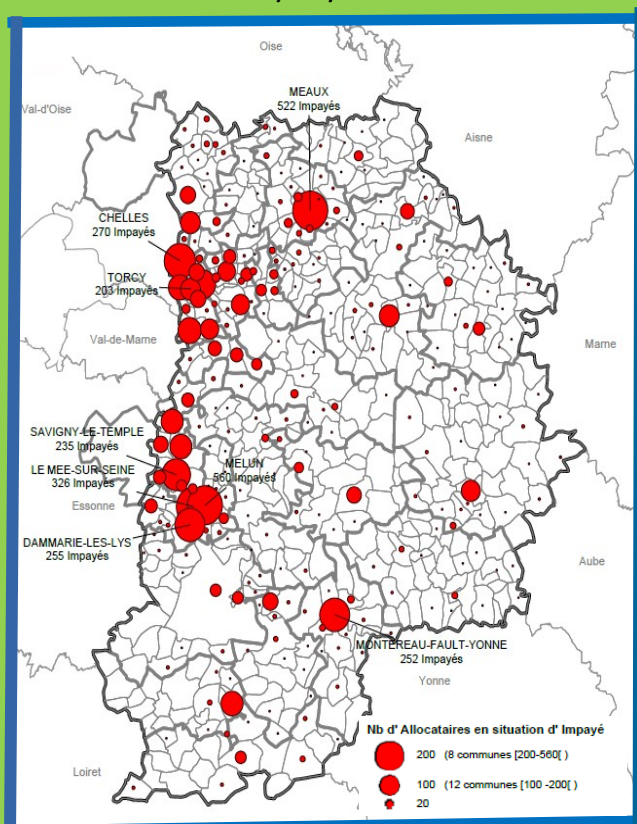 Oise
MEAUX
522 Impayés
Val-d'Oise
Aisne
CHELLES
270 Impayés
TORCY
203 Impayés
Val-de-Marne
Marne
SAVIGNY-LE-TEMPLE
235 Impayés
LE MEE-SUR-SEINE
326 Impayés
MELUN
560 Impayés
Essonne
DAMMARIE-LES-LYS
255 Impayés
Aube
MONTEREAU-FAULT-YONNE
252 Impayés
Yonne
Loiret
Nb d' Allocataires en situation d' Impayé
200 (8 communes [200-560[ )
100 (12 communes [100 -200[ )
20